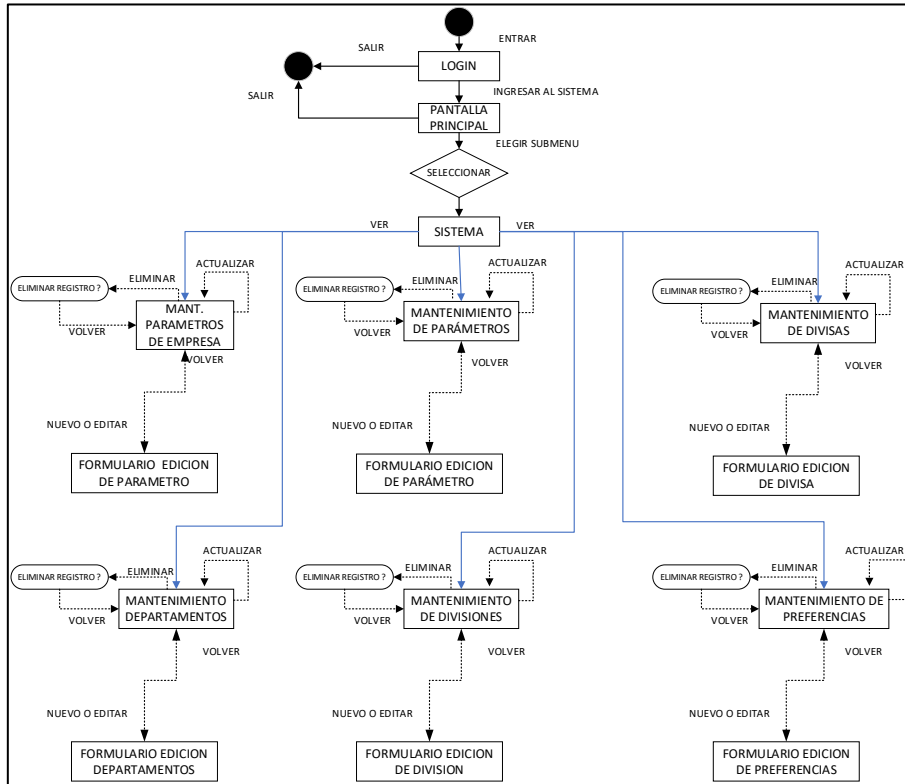 ENTRAR
SALIR
LOGIN
SALIR
INGRESAR AL SISTEMA
PANTALLA
PRINCIPAL
ELEGIR SUBMENU
SELECCIONAR
VER
SISTEMA
VER
ACTUALIZAR
ELIMINAR
ELIMINAR REGISTRO ?
MANT.
PARAMETROS
DE EMPRESA
VOLVER
VOLVER
NUEVO O EDITAR
FORMULARIO EDICION
DE PARAMETRO
ACTUALIZAR
ELIMINAR
ELIMINAR REGISTRO ?
MANTENIMIENTO
DE PARÁMETROS
VOLVER
VOLVER
NUEVO O EDITAR
FORMULARIO EDICION
DE PARÁMETRO
ACTUALIZAR
ELIMINAR
ELIMINAR REGISTRO ?
MANTENIMIENTO
DE DIVISAS
VOLVER
VOLVER
NUEVO O EDITAR
FORMULARIO EDICION
DE DIVISA
ACTUALIZAR
ELIMINAR
ELIMINAR REGISTRO ?
MANTENIMIENTO
DEPARTAMENTOS
VOLVER
VOLVER
NUEVO O EDITAR
FORMULARIO EDICION
DEPARTAMENTOS
ACTUALIZAR
ELIMINAR
ELIMINAR REGISTRO ?
MANTENIMIENTO
DE DIVISIONES
VOLVER
VOLVER
NUEVO O EDITAR
FORMULARIO EDICION
DE DIVISION
ACTUALIZAR
ELIMINAR
ELIMINAR REGISTRO ?
MANTENIMIENTO DE
PREFERENCIAS
VOLVER
VOLVER
NUEVO O EDITAR
FORMULARIO EDICION
DE PREFERENCIAS